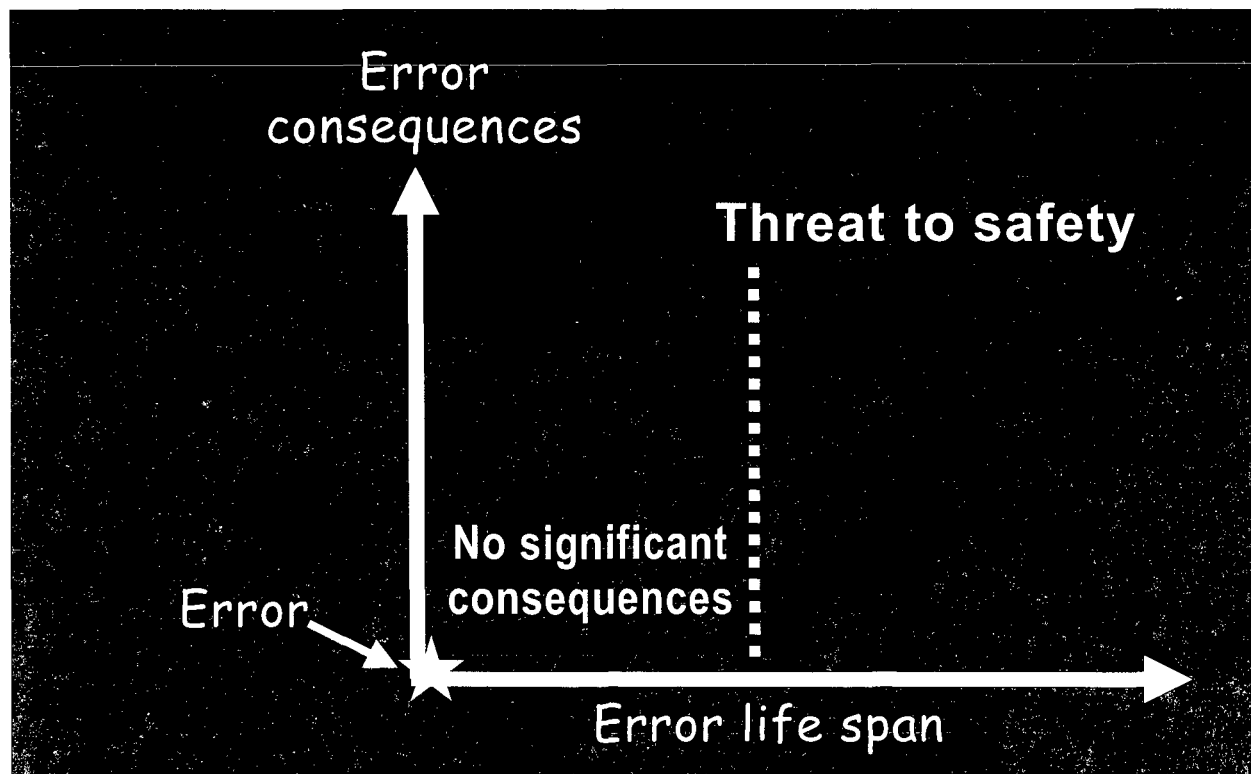 Error
consequences
Threat to safety
No significant
consequences
Error
Error life span